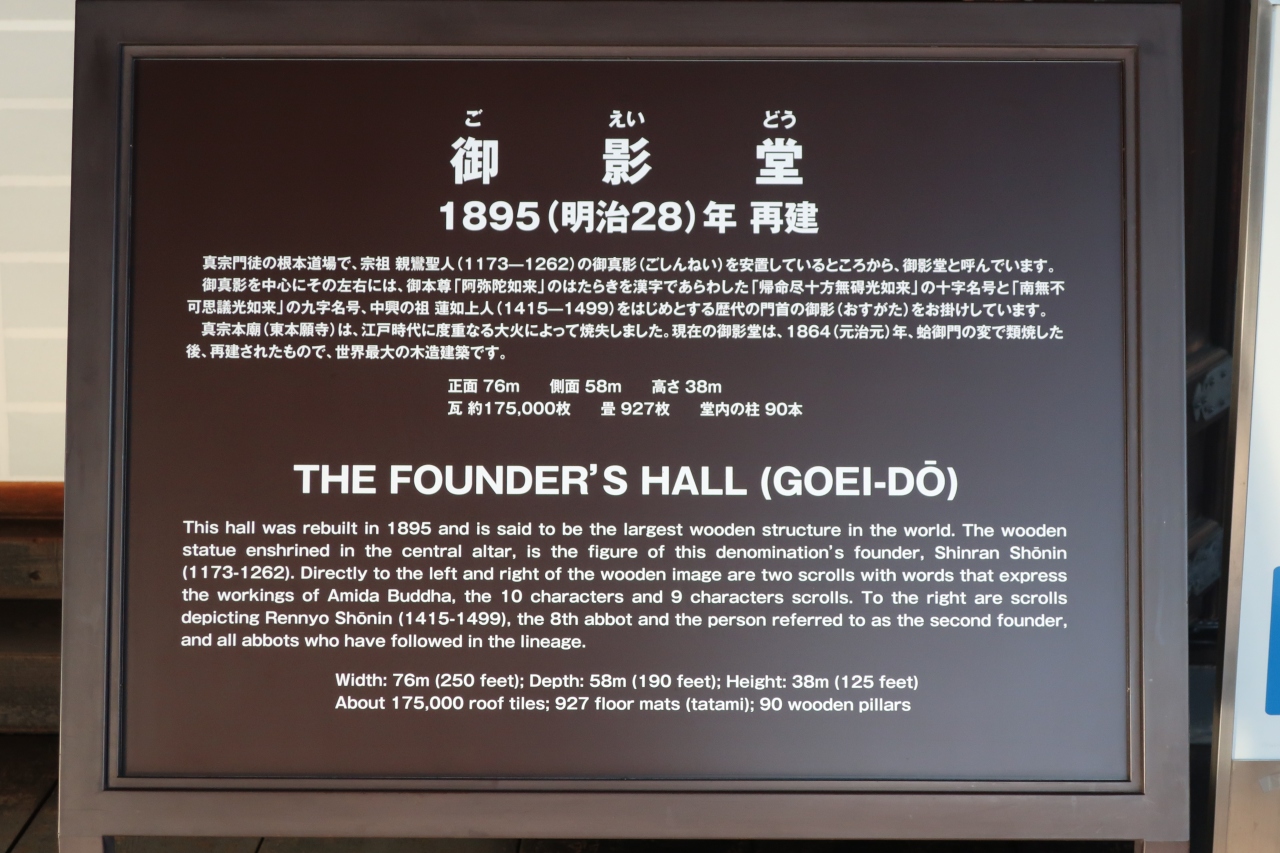 ご えい どう
御影堂
1895(明治28)年 再建
真宗門徒の根本道場で、宗祖 親鸞聖人(1173―1262)の御真影(ごしんねい)を安置しているところから、御影堂と呼んでいます。
御真影を中心にその左右には、御本尊「阿弥陀如来」のはたらきを漢字であらわした「帰命尽十方無碍光如来」の十字名号と「南無不
可思議光如来」の九字名号、中興の祖 蓮如上人(1415―1499)をはじめとする歴代の門首の御影(おすがた)をお掛けしています。
真宗本廟(東本願寺)は、江戸時代に度重なる大火によって焼失しました。現在の御影堂は、1864(元治元)年、蛤御門の変で類焼した
後、再建されたもので、世界最大の木造建築です。
正面 76m 側面 58m 高さ 38m
瓦 約175,000枚 畳 927枚 堂内の柱 90本
THE FOUNDER'S HALL (GOEI-DŌ)
This hall was rebuilt in 1895 and is said to be the largest wooden structure in the world. The wooden
statue enshrined in the central altar, is the figure of this denomination's founder, Shinran Shōnin
(1173-1262). Directly to the left and right of the wooden image are two scrolls with words that express
the workings of Amida Buddha, the 10 characters and 9 characters scrolls. To the right are scrolls
depicting Rennyo Shōnin (1415-1499), the 8th abbot and the person referred to as the second founder,
and all abbots who have followed in the lineage.
Width: 76m (250 feet); Depth: 58m (190 feet); Height: 38m (125 feet)
About 175,000 roof tiles; 927 floor mats (tatami); 90 wooden pillars